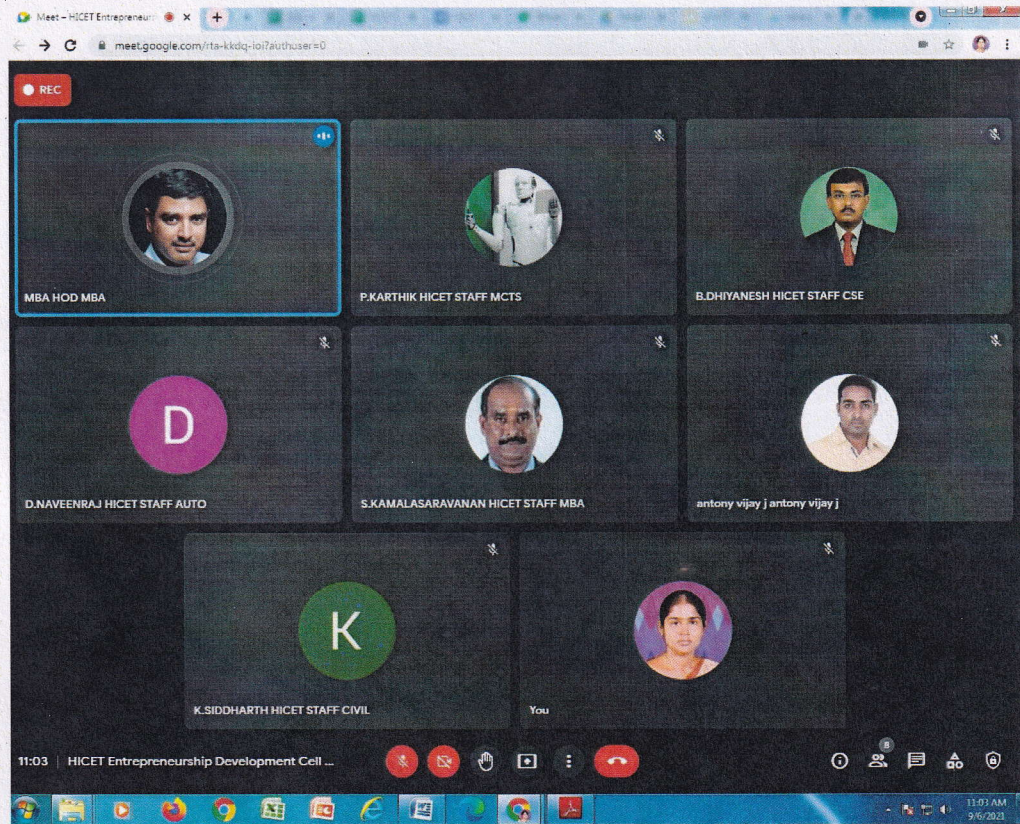 Meet – HICET Entrepreneur
meet.google.com/rta-kkdq-ioi?authuser=0
REC
MBA HOD MBA
P.KARTHIK HICET STAFF MCTS
B.DHIYANESH HICET STAFF CSE
D
D.NAVEENRAJ HICET STAFF AUTO
S.KAMALASARAVANAN HICET STAFF MBA
antony vijay j antony vijay j
K
K.SIDDHARTH HICET STAFF CIVIL
You
8
11:03 | HICET Entrepreneurship Development Cell ...
11:03 AM
9/6/2021